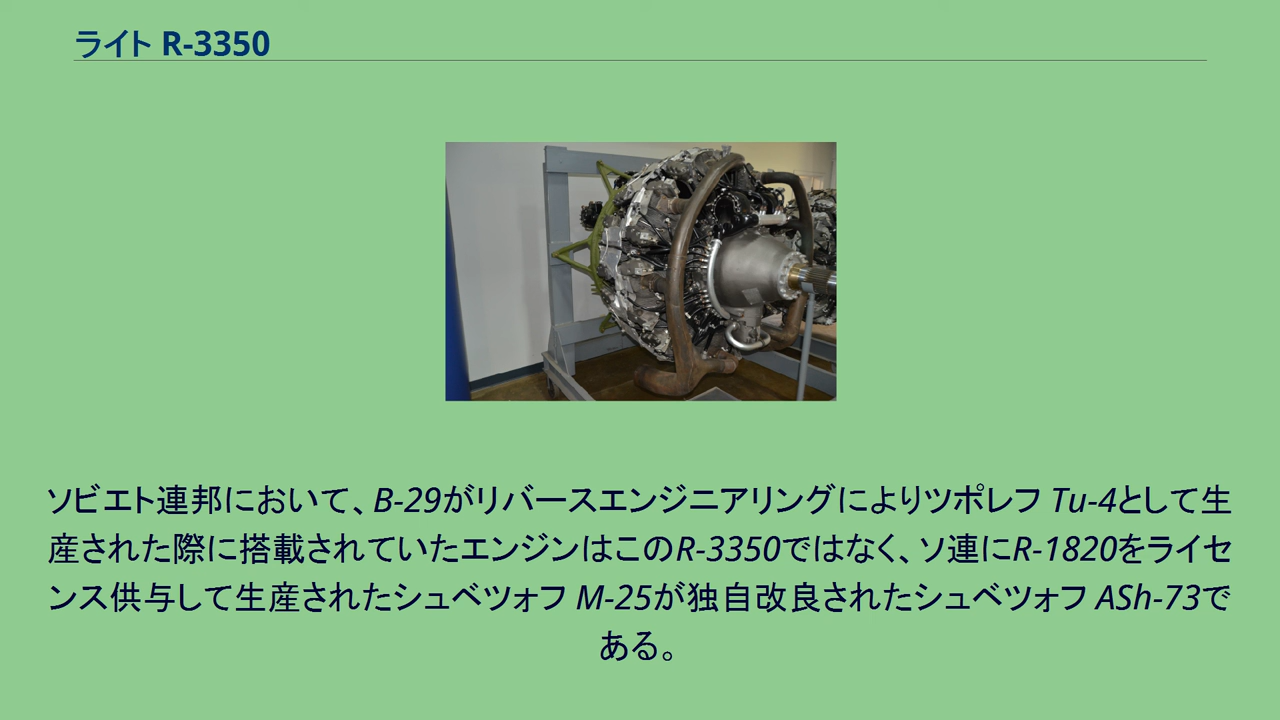 ライト R-3350
ソビエト連邦において、B-29がリバースエンジニアリングによりツポレフ Tu-4として生
産された際に搭載されていたエンジンはこのR-3350ではなく、ソ連にR-1820をライセ
ンス供与して生産されたシュベツォフ M-25が独自改良されたシュベツォフ ASh-73で
ある。